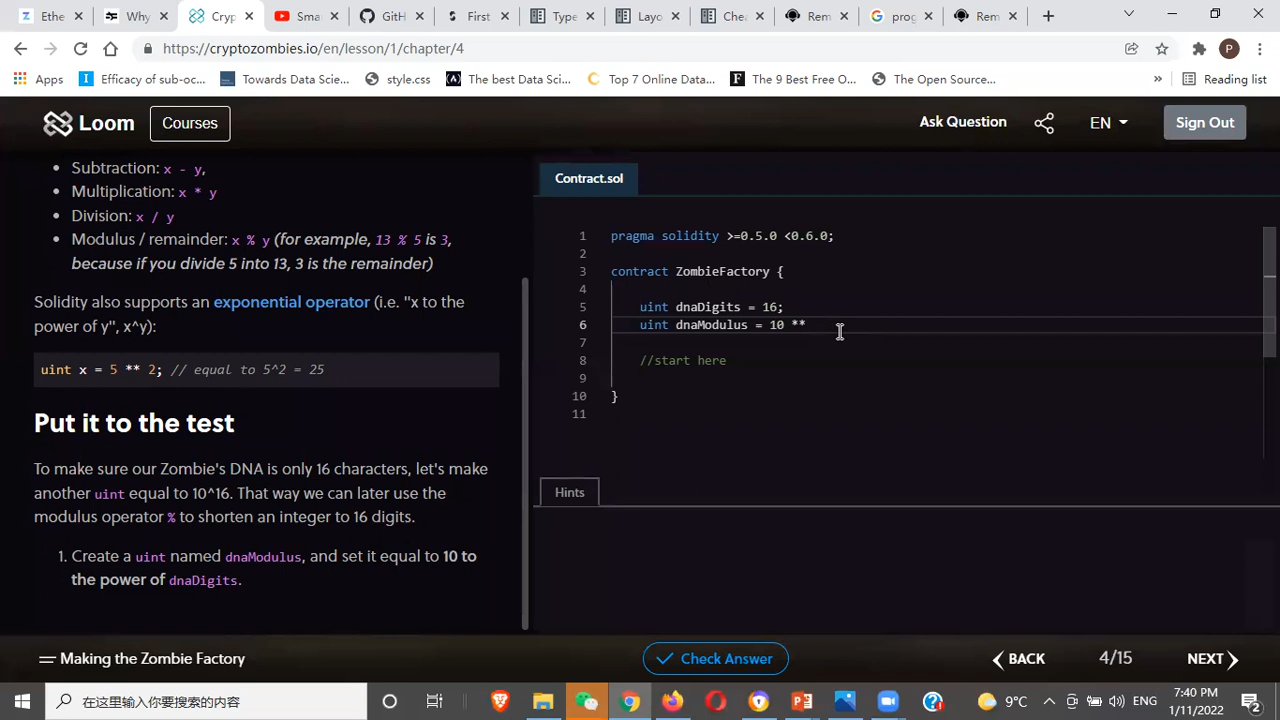 Ethe
Why
Cryp
Sma
GitH
First
Type
Layo
Chea
Rem
prog
Rem
https://cryptozombies.io/en/lesson/1/chapter/4
P
Apps
Efficacy of sub-oc...
Towards Data Scien...
style.css
The best Data Sci...
Top 7 Online Data...
The 9 Best Free O...
The Open Source...
»
Reading list
Loom
Courses
Ask Question
EN
Sign Out
• Subtraction: x - y,
• Multiplication: x * y
• Division: x / y
• Modulus / remainder: x % y (for example, 13 % 5 is 3,
because if you divide 5 into 13, 3 is the remainder)
Solidity also supports an exponential operator (i.e. "x to the
power of y", x^y):
uint x = 5 ** 2; // equal to 5^2 = 25
Put it to the test
To make sure our Zombie's DNA is only 16 characters, let's make
another uint equal to 10^16. That way we can later use the
modulus operator % to shorten an integer to 16 digits.
1. Create a uint named dnaModulus, and set it equal to 10 to
the power of dnaDigits.
Contract.sol
1 pragma solidity >=0.5.0 <0.6.0;
2
3 contract ZombieFactory {
4
5 uint dnaDigits = 16;
6 uint dnaModulus = 10 **
7
8 //start here
9
10 }
11
Hints
Making the Zombie Factory
Check Answer
BACK
4/15
NEXT
在这里输入你要搜索的内容
9°C
ENG
7:40 PM
1/11/2022